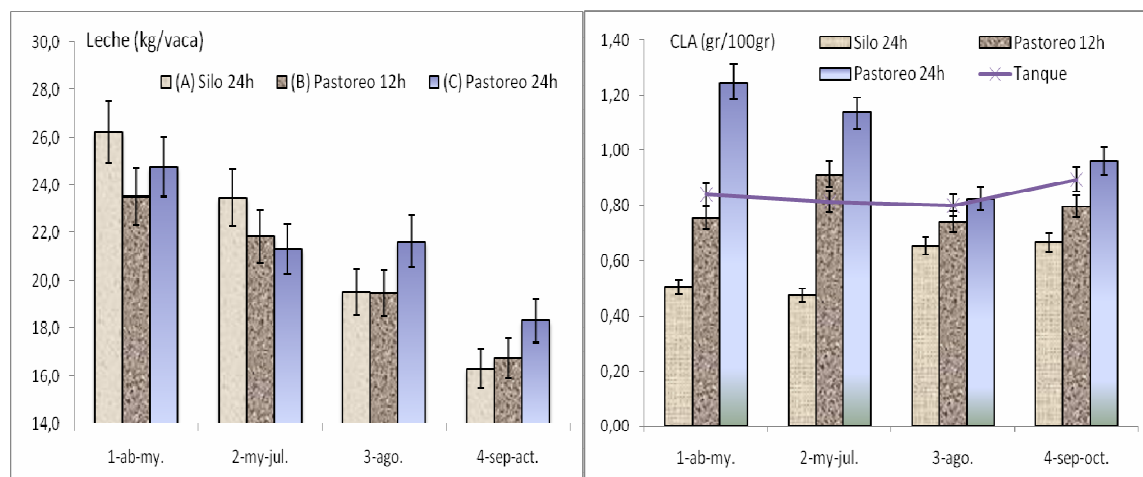 Leche (kg/vaca)
(A) Silo 24h (B) Pastoreo 12h (C) Pastoreo 24h
30,0
28,0
26,0
24,0
22,0
20,0
18,0
16,0
14,0
1-ab-my. 2-my-jul. 3-ago. 4-sep-act.
CLA (gr/100gr)
Silo 24h Pastoreo 12h
Pastoreo 24h Tanque
1,40
1,20
1,00
0,80
0,60
0,40
0,20
0,00
1-ab-my. 2-my-jul. 3-ago. 4-sep-oct.